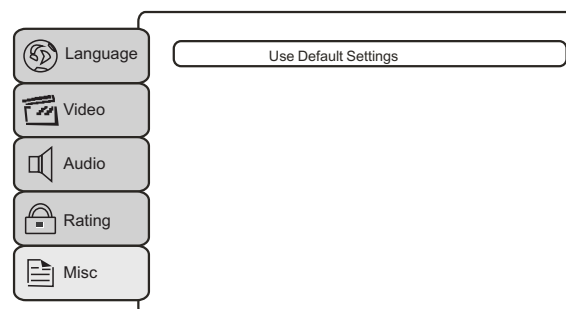 Language
Use Default Settings
Video
Audio
Rating
Misc